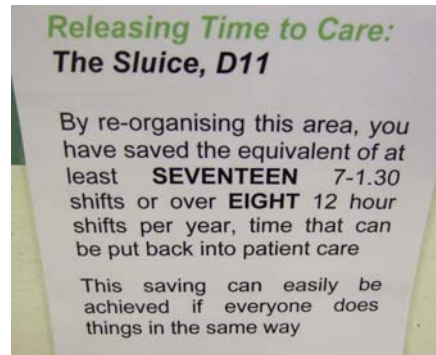 Releasing Time to Care:
The Sluice, D11
By re-organising this area, you
have saved the equivalent of at
least SEVENTEEN 7-1.30
shifts or over EIGHT 12 hour
shifts per year, time that can
be put back into patient care
This saving can easily be
achieved if everyone does
things in the same way